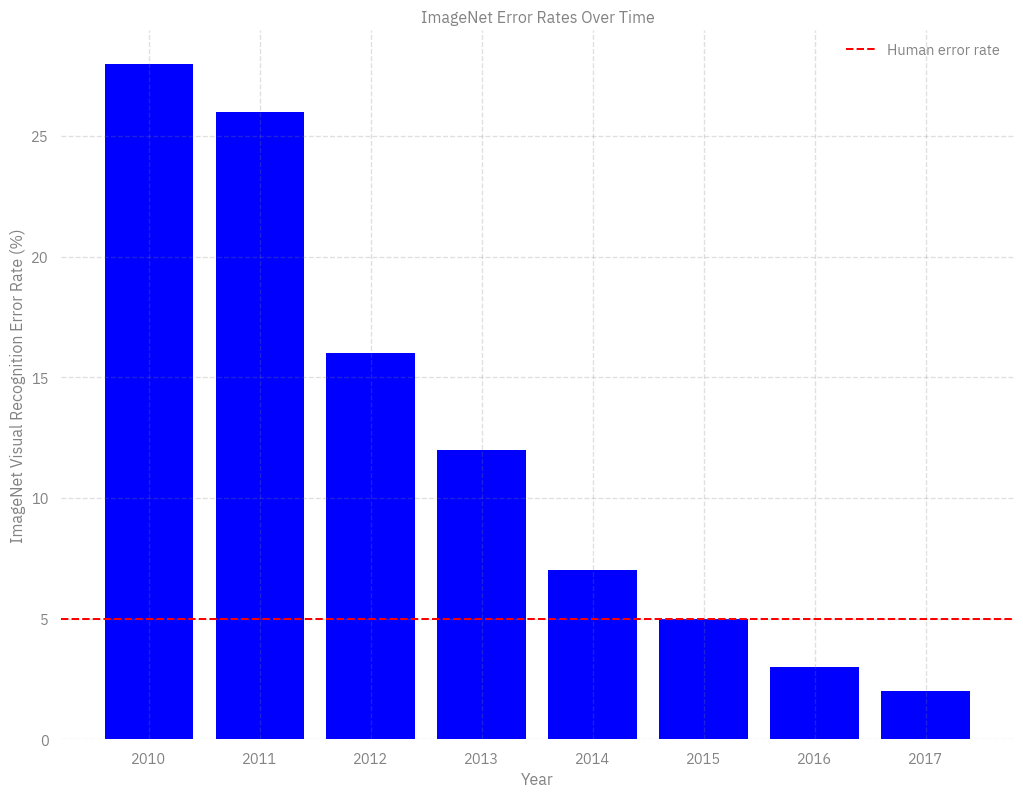 ImageNet Error Rates Over Time
Human error rate
ImageNet Visual Recognition Error Rate (%)
25
20
15
10
5
0
2010 2011 2012 2013 2014 2015 2016 2017
Year